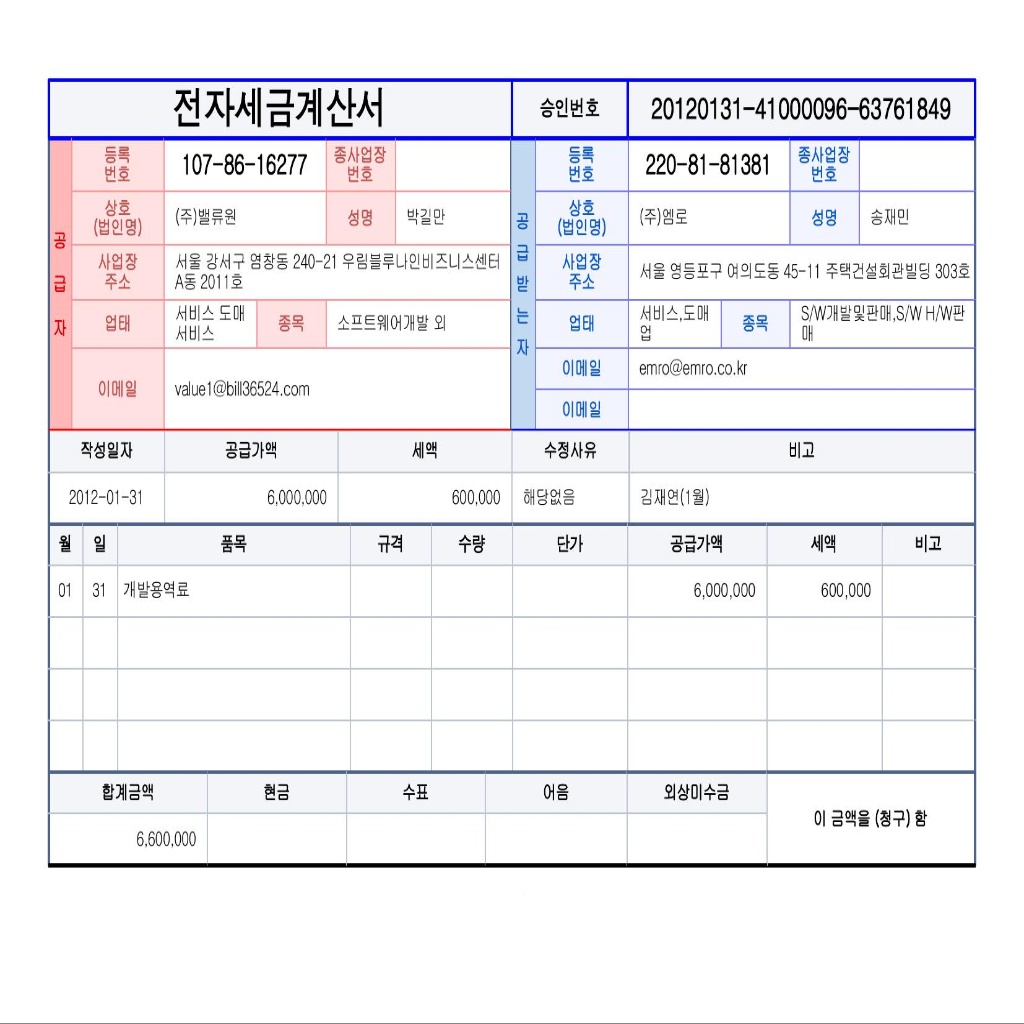 전자세금계산서 승인번호 20120131-41000096-63761849
공급자
등록번호 107-86-16277 종사업장번호
상호(법인명) (주)밸류원 성명 박길만
사업장주소 서울 강서구 염창동 240-21 우림블루나인비즈니스센터
A동 2011호
업태 서비스 도매 종목 소프트웨어개발 외
서비스
이메일 value1@bill36524.com
공급받는자
등록번호 220-81-81381 종사업장번호
상호(법인명) (주)엠로 성명 송재민
사업장주소 서울 영등포구 여의도동 45-11 주택건설회관빌딩 303호
업태 서비스,도매 종목 S/W개발및판매,S/W H/W판
업 매
이메일 emro@emro.co.kr
이메일
작성일자 공급가액 세액 수정사유 비고
2012-01-31 6,000,000 600,000 해당없음 김재연(1월)
월 일 품목 규격 수량 단가 공급가액 세액 비고
01 31 개발용역료 6,000,000 600,000
합계금액 현금 수표 어음 외상미수금 이 금액을 (청구) 함
6,600,000